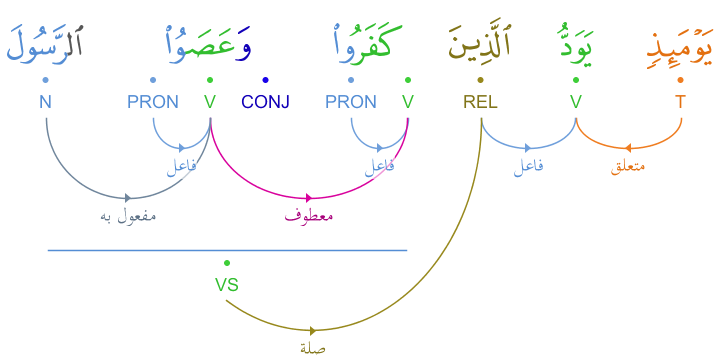 يَوْمَئِذٍ يَوَدُّ ٱلَّذِينَ كَفَرُوا۟ وَعَصَوُا۟ ٱلرَّسُولَ
T V REL V PRON CONJ V PRON N
متعلق فاعل فاعل فاعل
معطوف مفعول به
VS
صلة